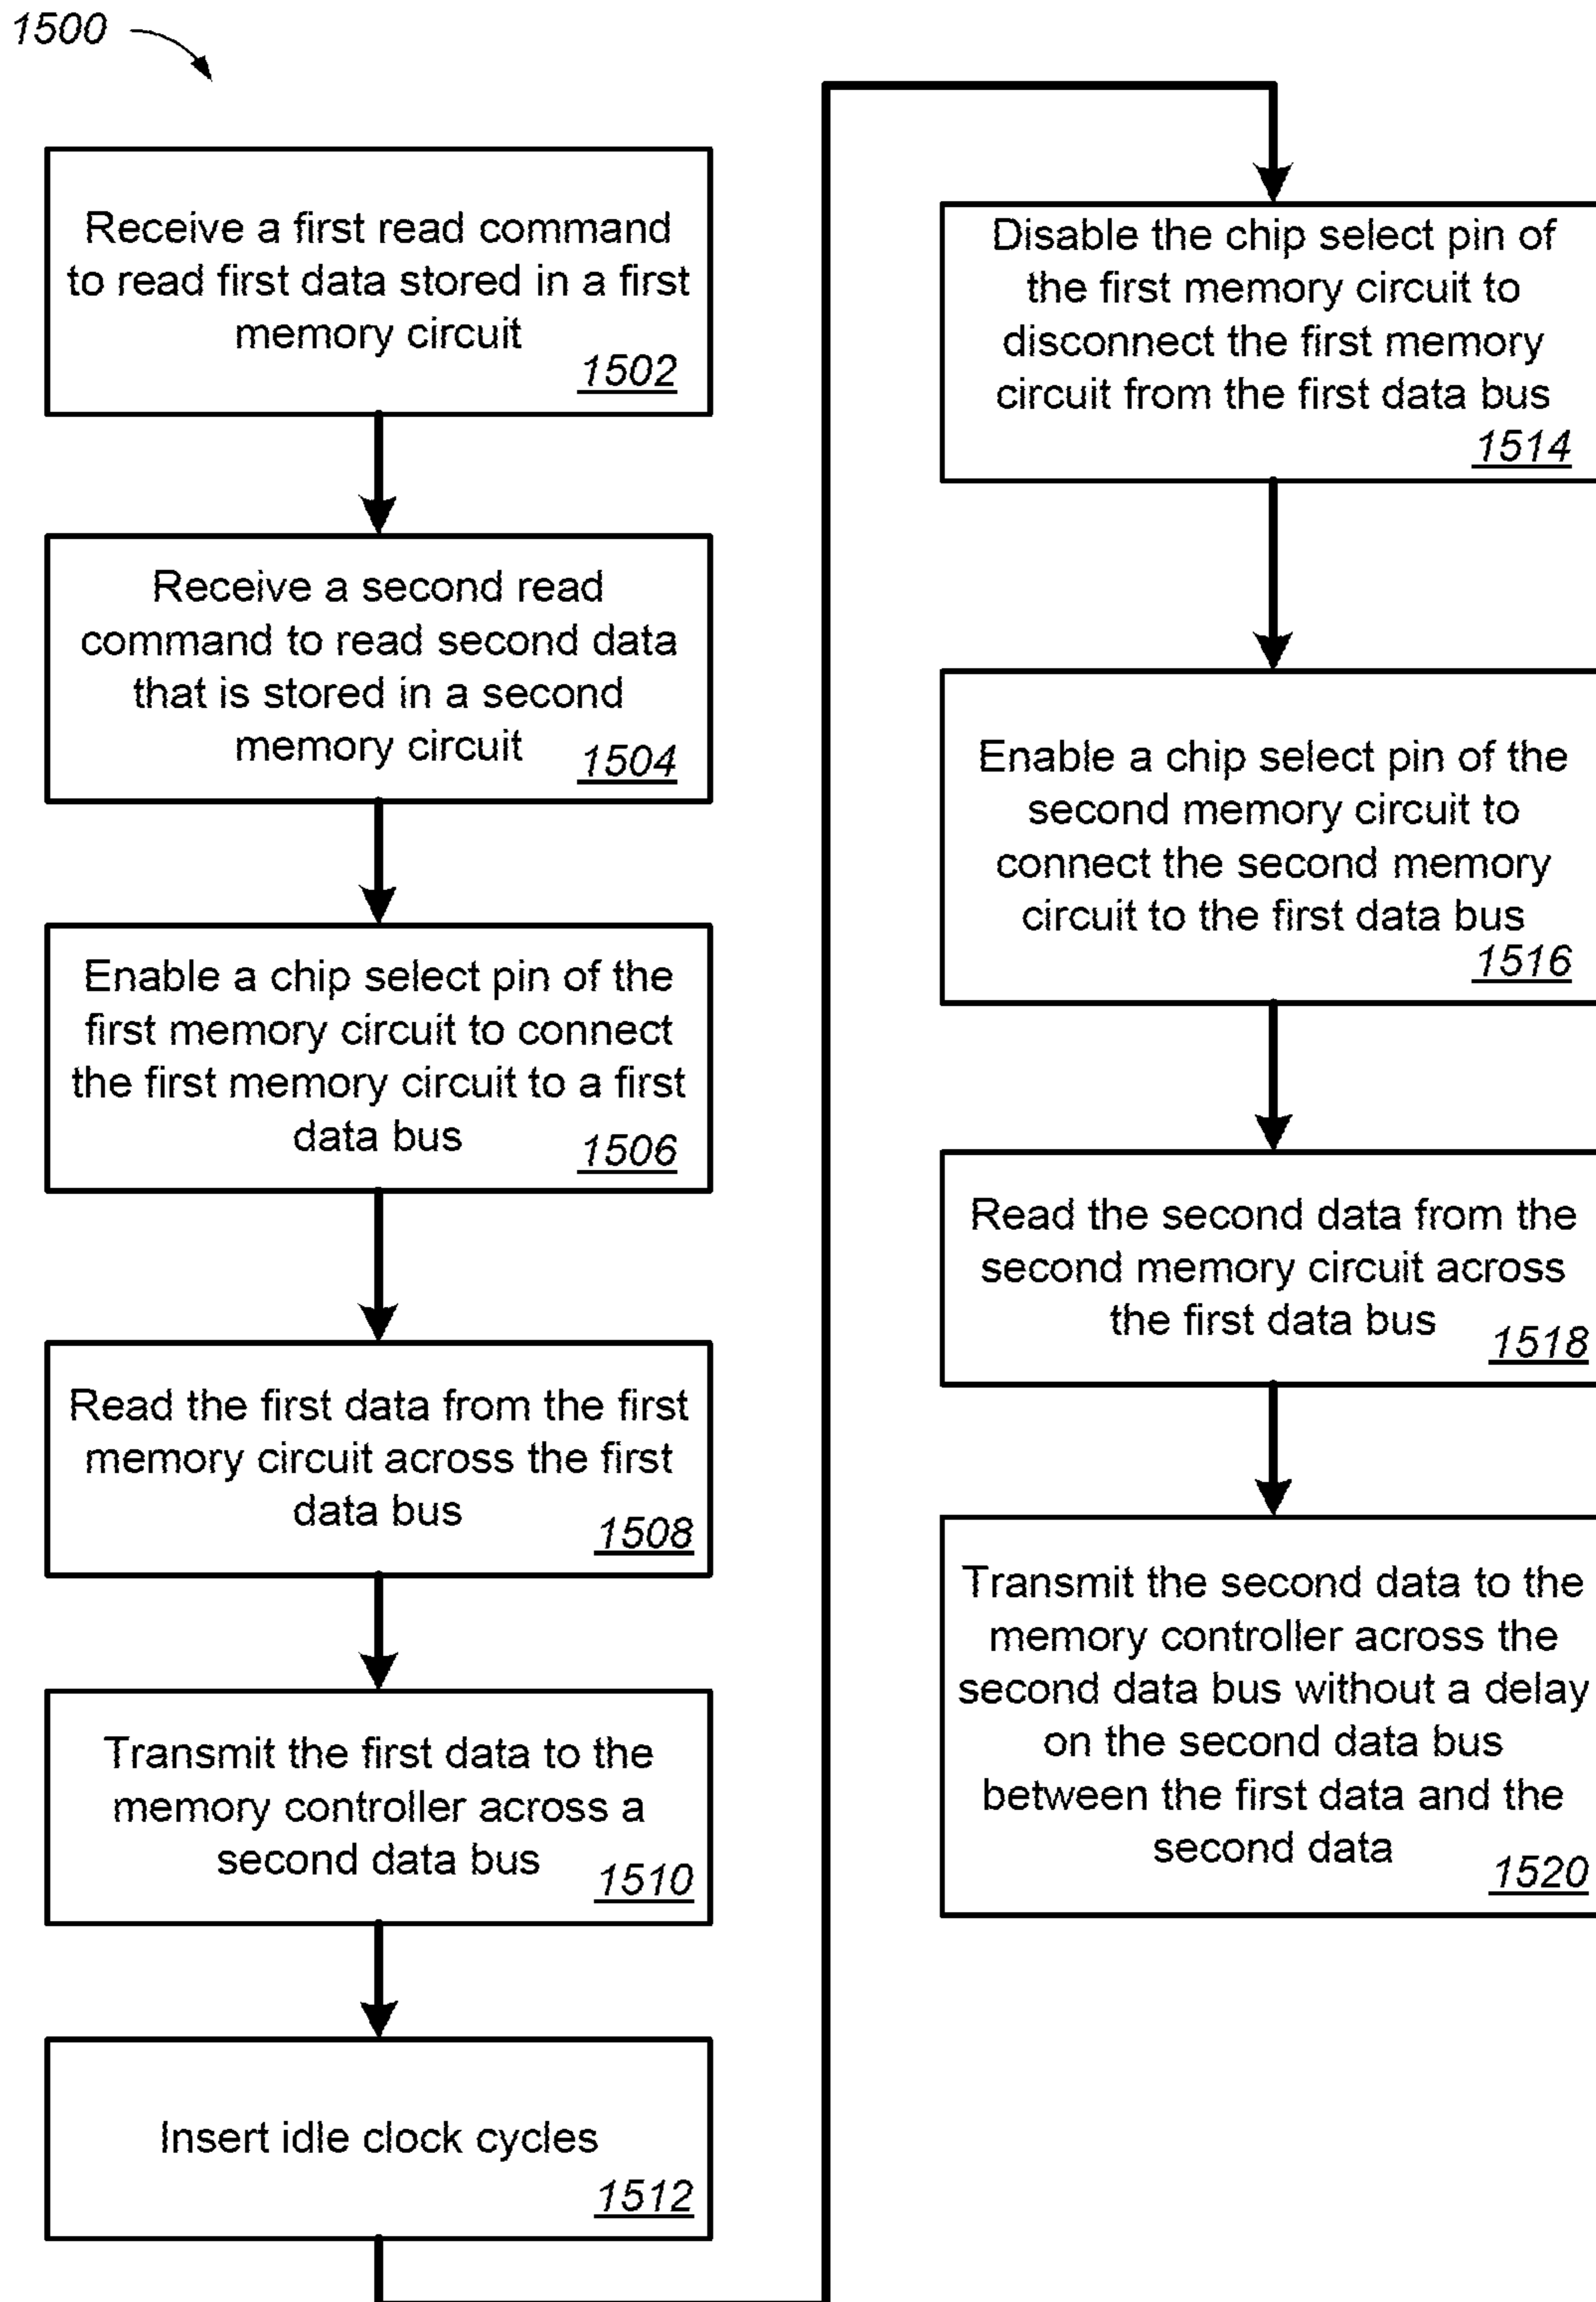 1500
Receive a first read command
to read first data stored in a first
memory circuit
1502
Receive a second read
command to read second data
that is stored in a second
memory circuit
1504
Enable a chip select pin of the
first memory circuit to connect
the first memory circuit to a first
data bus
1506
Read the first data from the first
memory circuit across the first
data bus
1508
Transmit the first data to the
memory controller across a
second data bus
1510
Insert idle clock cycles
1512
Disable the chip select pin of
the first memory circuit to
disconnect the first memory
circuit from the first data bus
1514
Enable a chip select pin of the
second memory circuit to
connect the second memory
circuit to the first data bus
1516
Read the second data from the
second memory circuit across
the first data bus
1518
Transmit the second data to the
memory controller across the
second data bus without a delay
on the second data bus
between the first data and the
second data
1520